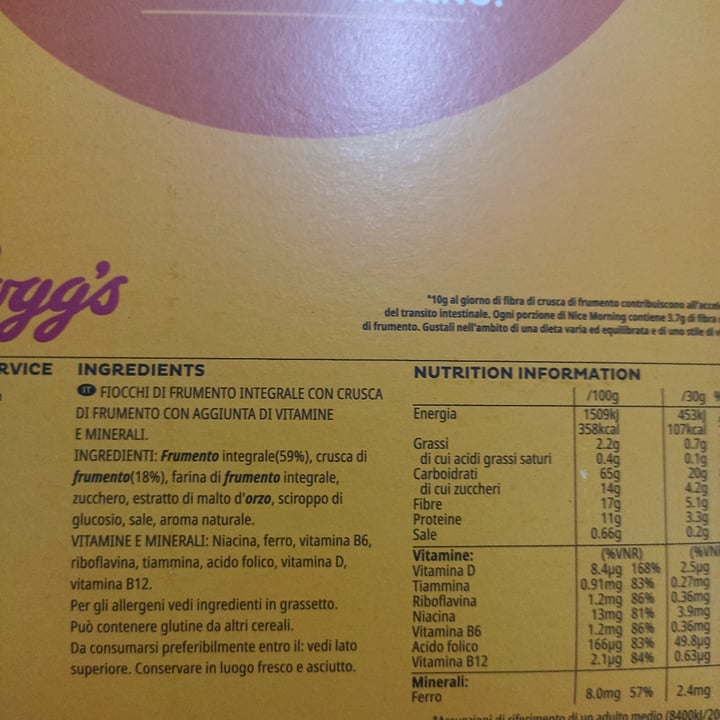 *10g al giorno di fibra di crusca di frumento contribuiscono
del transito intestinale. Ogni porzione di Nice Morning contiene 3.7g di fibra
di frumento. Gustali nell'ambito di una dieta varia ed equilibrata e di uno stile di
INGREDIENTS
IT FIOCCHI DI FRUMENTO INTEGRALE CON CRUSCA
DI FRUMENTO CON AGGIUNTA DI VITAMINE
E MINERALI.
INGREDIENTI: Frumento integrale(59%), crusca di
frumento(18%), farina di frumento integrale,
zucchero, estratto di malto d'orzo, sciroppo di
glucosio, sale, aroma naturale.
VITAMINE E MINERALI: Niacina, ferro, vitamina B6,
riboflavina, tiammina, acido folico, vitamina D,
vitamina B12.
Per gli allergeni vedi ingredienti in grassetto.
Può contenere glutine da altri cereali.
Da consumarsi preferibilmente entro il: vedi lato
superiore. Conservare in luogo fresco e asciutto.
NUTRITION INFORMATION
/100g /30g %
Energia 1509kJ 453kJ
358kcal 107kcal
Grassi 2.2g 0.7g
di cui acidi grassi saturi 0.4g 0.1g
Carboidrati 65g 20g
di cui zuccheri 14g 4.2g
Fibre 17g 5.1g
Proteine 11g 3.3g
Sale 0.66g 0.2g
Vitamine: (%VNR) (%VN
Vitamina D 8.4µg 168% 2.5µg
Tiammina 0.91mg 83% 0.27mg
Riboflavina 1.2mg 86% 0.36mg
Niacina 13mg 81% 3.9mg
Vitamina B6 1.2mg 86% 0.36mg
Acido folico 166µg 83% 49.8µg
Vitamina B12 2.1µg 84% 0.63µg
Minerali:
Ferro 8.0mg 57% 2.4mg
di riferimento di un adulto medio (8400kJ/20